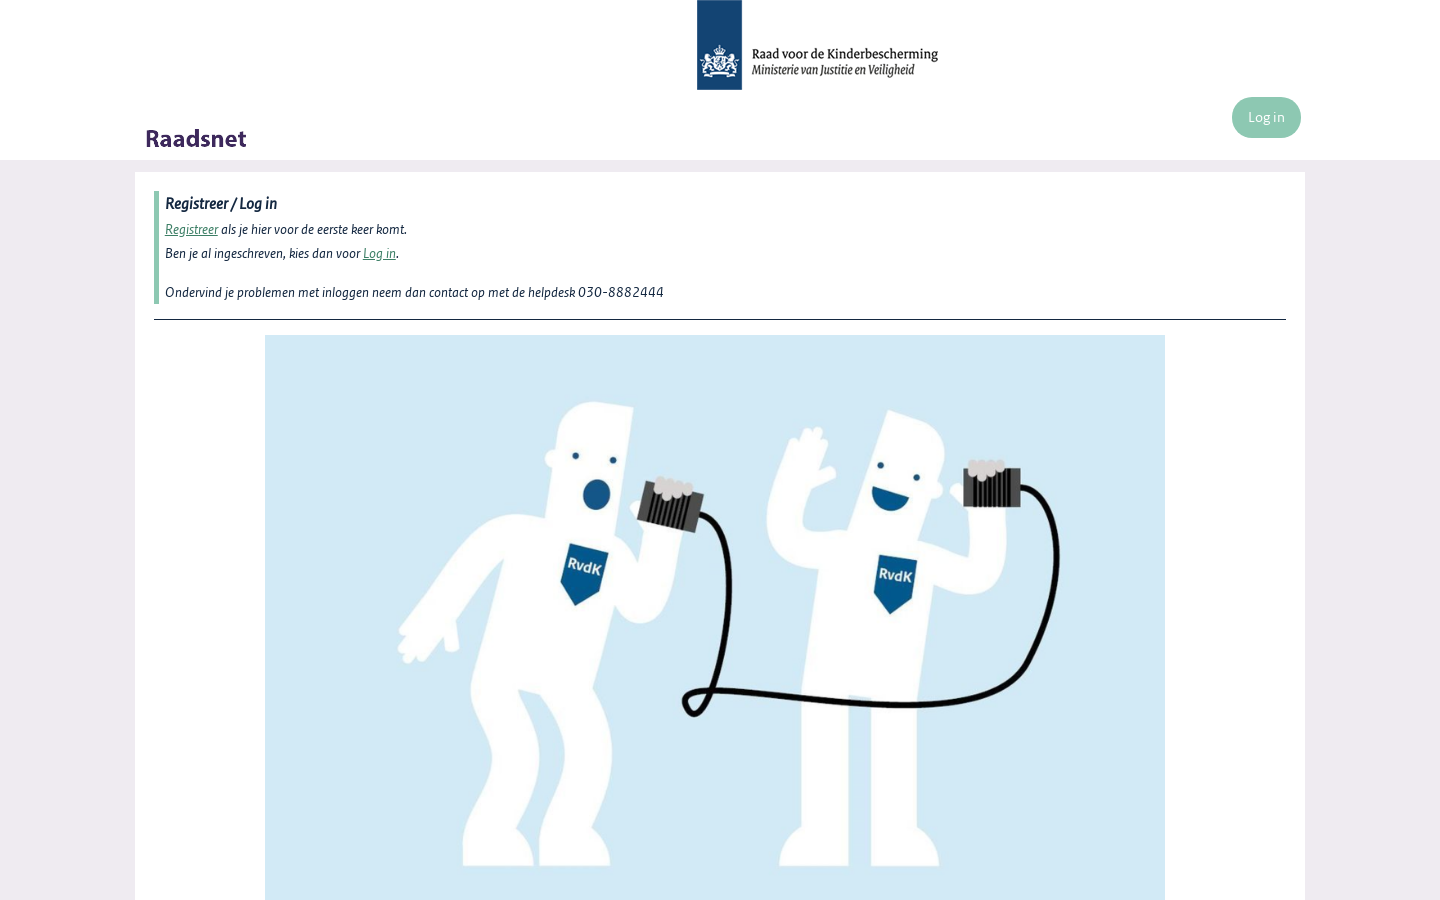 Raad voor de Kinderbescherming
Ministerie van Justitie en Veiligheid
Log in
Raadsnet
Registreer / Log in
Registreer als je hier voor de eerste keer komt.
Ben je al ingeschreven, kies dan voor Log in.
Ondervind je problemen met inloggen neem dan contact op met de helpdesk 030-8882444
RvdK
RvdK